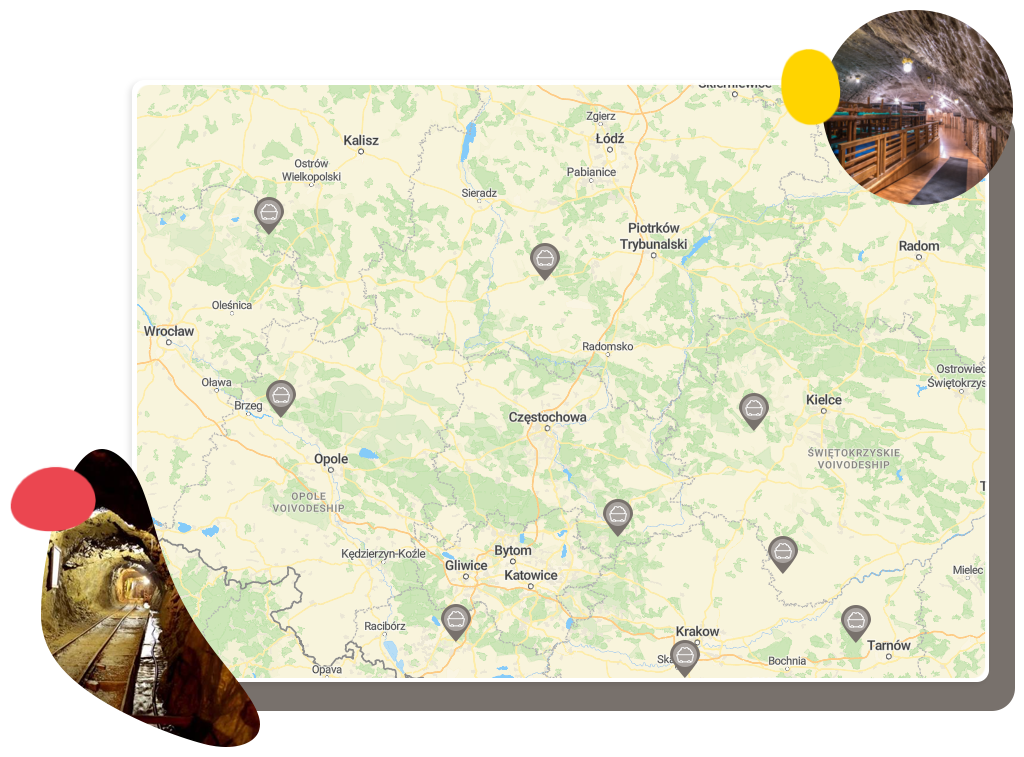 Skierniewice
Zgierz
Kalisz
Łódź
Ostrów
Wielkopolski
Pabianice
Sieradz
Piotrków
Trybunalski
Radom
Oleśnica
Wrocław
Radomsko
Ostrowiec
Świętokrzys
Oława
Brzeg
Kielce
Częstochowa
Opole
ŚWIĘTOKRZYSKIE
VOIVODESHIP
OPOLE
VOIVODESHIP
T
Kędzierzyn-Koźle
Bytom
Gliwice
Katowice
Mielec
Racibórz
Krakow
Tarnów
Ska
Bochnia
Opava